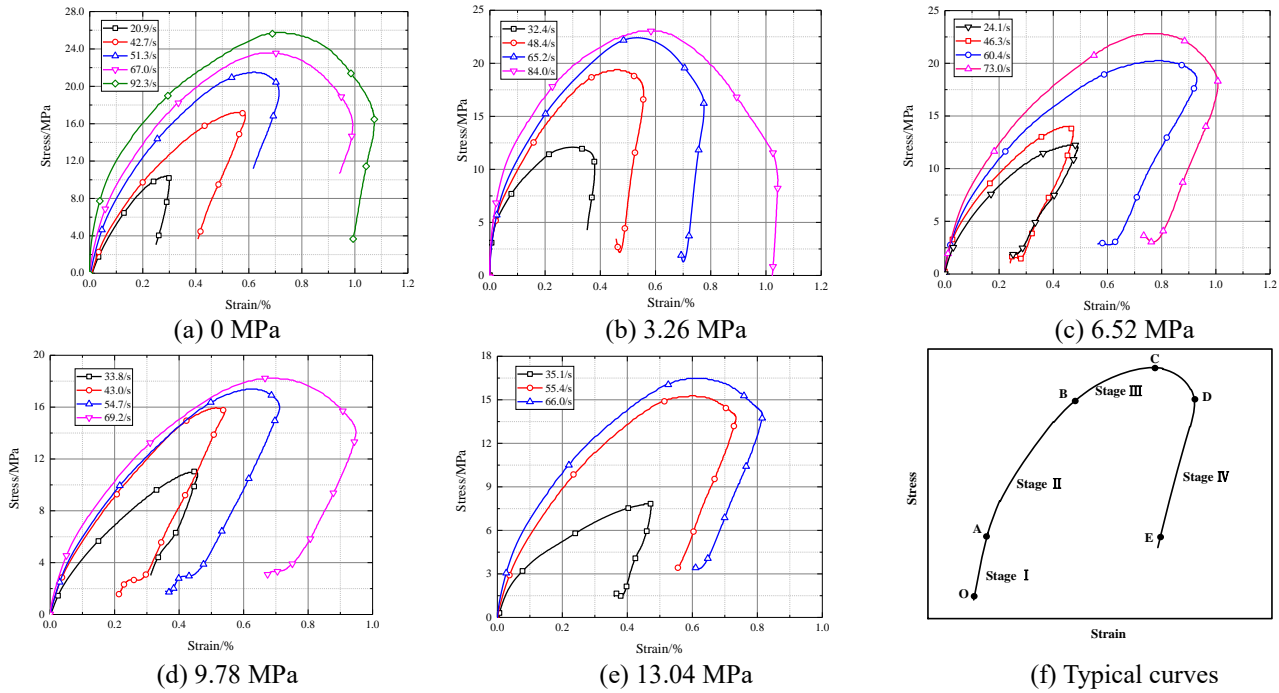 28.0
24.0
20.0
16.0
12.0
8.0
4.0
0.0
Stress/MPa
20.9/s
42.7/s
51.3/s
67.0/s
92.3/s
0.0 0.2 0.4 0.6 0.8 1.0 1.2
Strain/%
(a) 0 MPa
25
20
15
10
5
0
Stress/MPa
32.4/s
48.4/s
65.2/s
84.0/s
0.0 0.2 0.4 0.6 0.8 1.0 1.2
Strain/%
(b) 3.26 MPa
25
20
15
10
5
0
Stress/MPa
24.1/s
46.3/s
60.4/s
73.0/s
0.0 0.2 0.4 0.6 0.8 1.0 1.2
Strain/%
(c) 6.52 MPa
20
16
12
8
4
0
Stress/MPa
33.8/s
43.0/s
54.7/s
69.2/s
0.0 0.2 0.4 0.6 0.8 1.0
Strain/%
(d) 9.78 MPa
18
15
12
9
6
3
0
Stress/MPa
35.1/s
55.4/s
66.0/s
0.0 0.2 0.4 0.6 0.8 1.0
Strain/%
(e) 13.04 MPa
Stress
C
B
Stage Ⅲ
D
Stage Ⅱ
Stage Ⅳ
A
E
Stage Ⅰ
O
Strain
(f) Typical curves